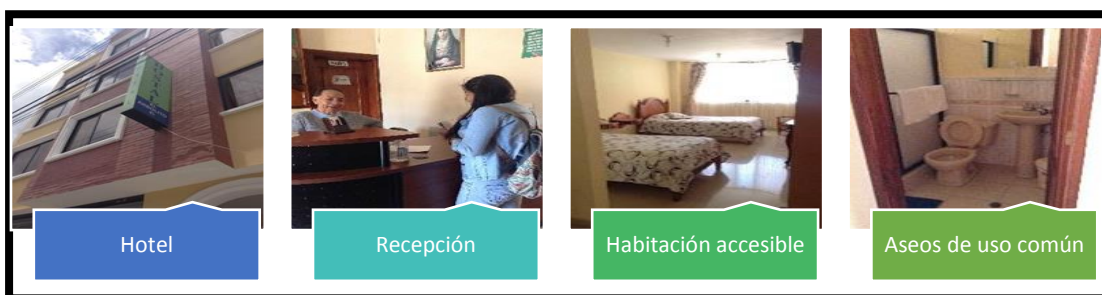 Hotel
Recepción
Habitación accesible
Aseos de uso común